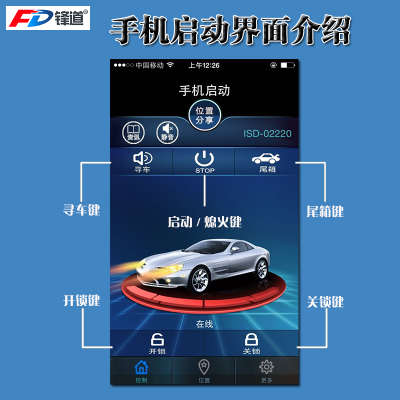 FD 锋道®
手机启动界面介绍
中国移动 上午12:26
手机启动
位置
分享
静音
ISD-02220
寻车 STOP 尾箱
寻车键
启动 / 熄火键
尾箱键
开锁键
关锁键
在线
开锁 关锁
控制 位置 更多